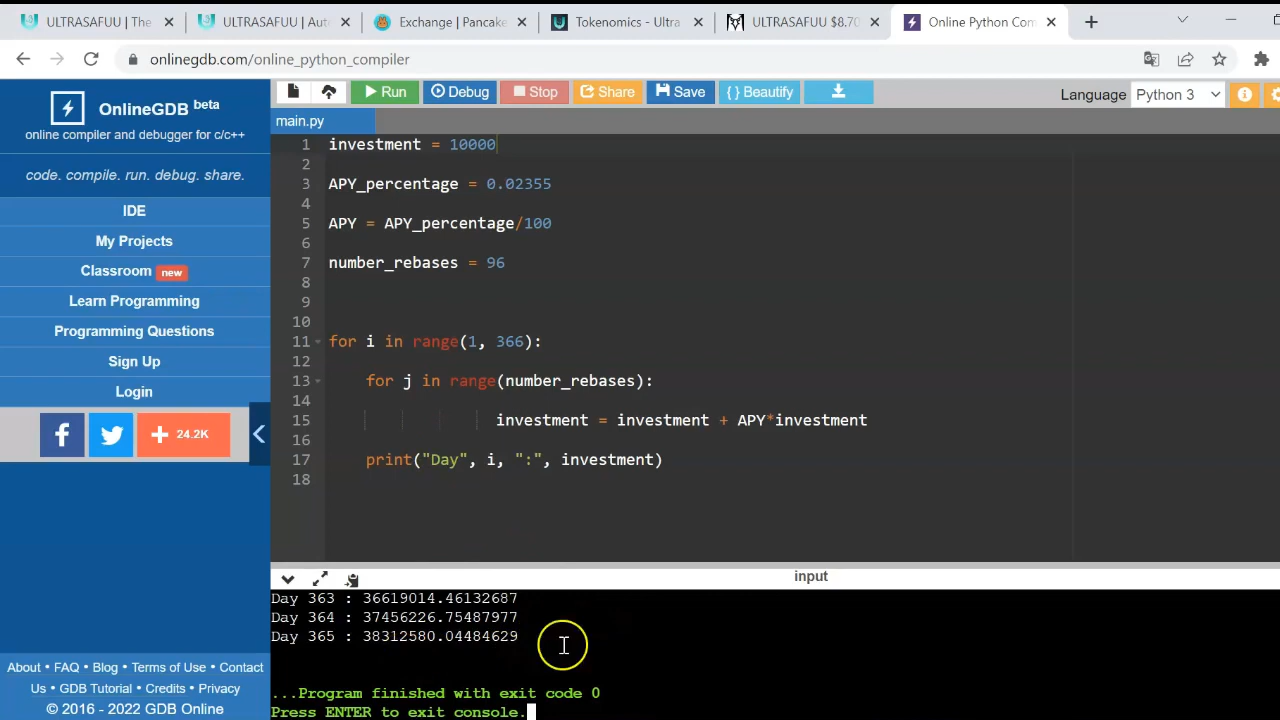 ULTRASAFUU | The
ULTRASAFUU | Aut
Exchange | Pancake
Tokenomics - Ultra
ULTRASAFUU $8.70
Online Python Com
onlinegdb.com/online_python_compiler
OnlineGDB beta
online compiler and debugger for c/c++
code. compile. run. debug. share.
IDE
My Projects
Classroom new
Learn Programming
Programming Questions
Sign Up
Login
24.2K
About • FAQ • Blog • Terms of Use • Contact
Us • GDB Tutorial • Credits • Privacy
© 2016 - 2022 GDB Online
Run Debug Stop Share Save { } Beautify
Language Python 3
main.py
1 investment = 10000
2
3 APY_percentage = 0.02355
4
5 APY = APY_percentage/100
6
7 number_rebases = 96
8
9
10
11 for i in range(1, 366):
12
13 for j in range(number_rebases):
14
15 investment = investment + APY*investment
16
17 print("Day", i, ":", investment)
18
input
Day 363 : 36619014.46132687
Day 364 : 37456226.75487977
Day 365 : 38312580.04484629
...Program finished with exit code 0
Press ENTER to exit console.